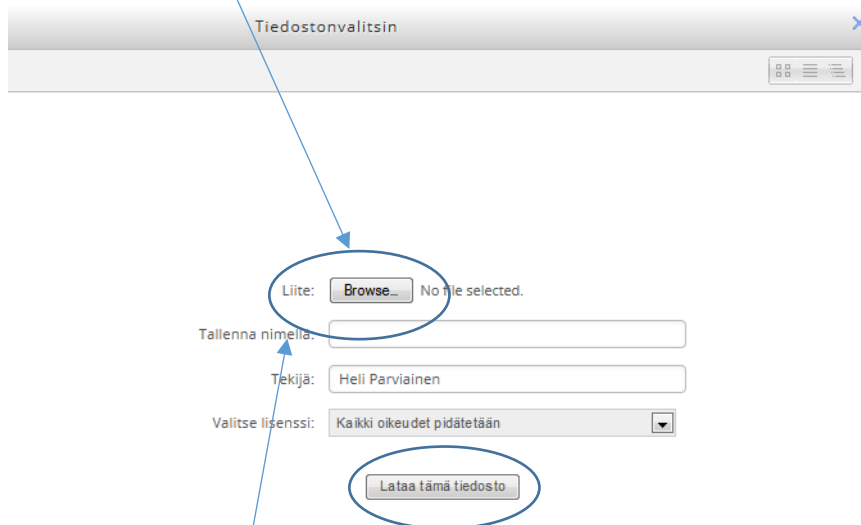 Tiedostonvalitsin
Liite: Browse... No file selected.
Tallenna nimellä:
Tekijä: Heli Parviainen
Valitse lisenssi: Kaikki oikeudet pidätetään
Lataa tämä tiedosto